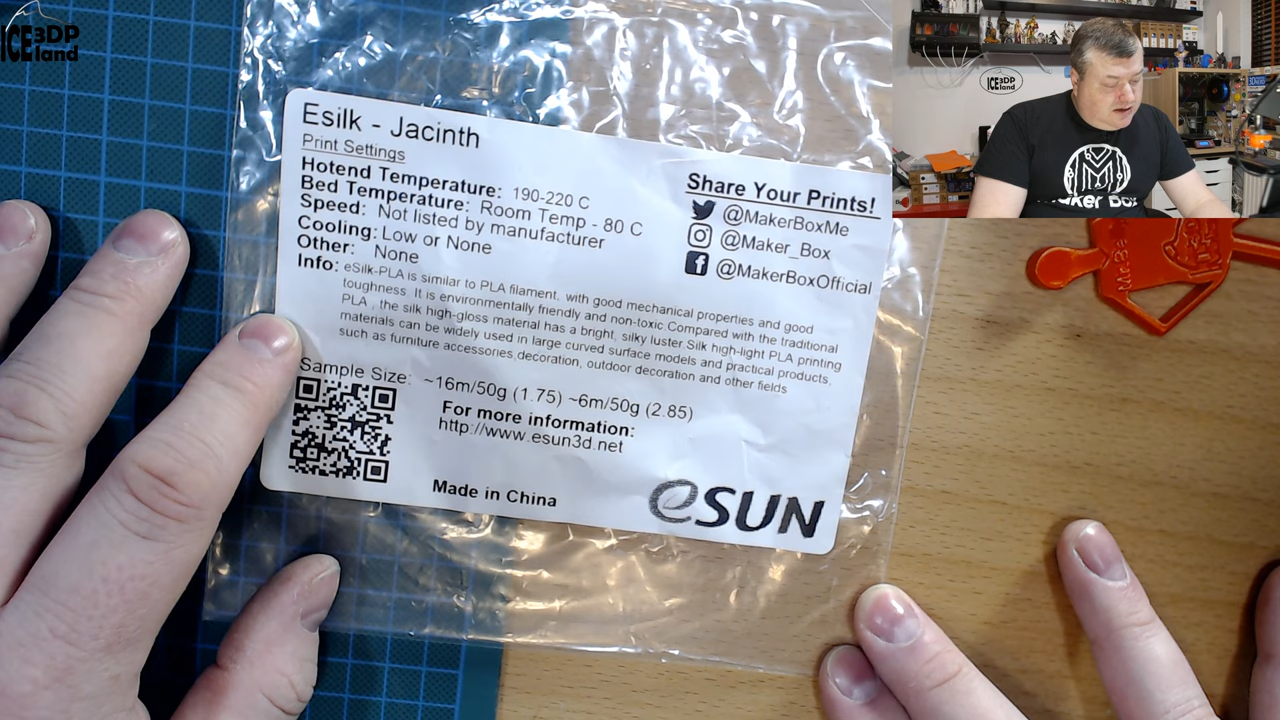 ICE3DP
land
Esilk - Jacinth
Print Settings
Hotend Temperature: 190-220 C
Bed Temperature: Room Temp - 80 C
Speed: Not listed by manufacturer
Cooling: Low or None
Other: None
Info: eSilk-PLA is similar to PLA filament, with good mechanical properties and good
toughness. It is environmentally friendly and non-toxic.Compared with the traditional
PLA , the silk high-gloss material has a bright, silky luster Silk high-light PLA printing
materials can be widely used in large curved surface models and practical products,
such as furniture accessories,decoration, outdoor decoration and other fields
Sample Size: ~16m/50g (1.75) ~6m/50g (2.85)
For more information:
http://www.esun3d.net
Made in China
eSUN
Share Your Prints!
@MakerBoxMe
@Maker_Box
@MakerBoxOfficial
ICE3DP
land
Maker Box